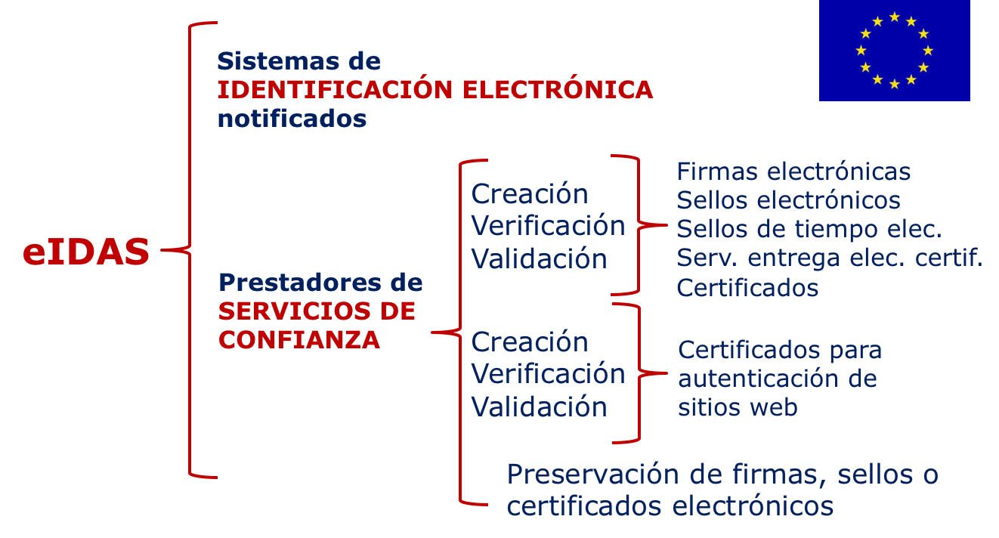 eIDAS
Sistemas de
IDENTIFICACIÓN ELECTRÓNICA
notificados
Prestadores de
SERVICIOS DE
CONFIANZA
Creación
Verificación
Validación
Firmas electrónicas
Sellos electrónicos
Sellos de tiempo elec.
Serv. entrega elec. certif.
Certificados
Creación
Verificación
Validación
Certificados para
autenticación de
sitios web
Preservación de firmas, sellos o
certificados electrónicos